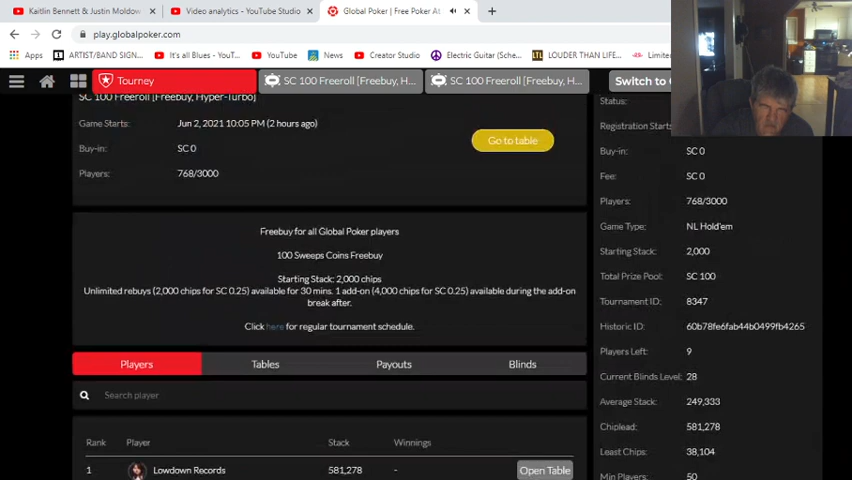 Kaitlin Bennett & Justin Moldow
Video analytics - YouTube Studio
Global Poker | Free Poker At
play.globalpoker.com
Apps
ARTIST/BAND SIGN...
It's all Blues - YouT...
YouTube
News
Creator Studio
Electric Guitar (Sche...
LOUDER THAN LIFE...
Limite
Tourney
SC 100 Freeroll [Freebuy, H...
SC 100 Freeroll [Freebuy, H...
Switch to
SC 100 Freeroll [Freebuy, Hyper-Turbo]
Game Starts: Jun 2, 2021 10:05 PM (2 hours ago)
Go to table
Buy-in: SC 0
Players: 768/3000
Freebuy for all Global Poker players
100 Sweeps Coins Freebuy
Starting Stack: 2,000 chips
Unlimited rebuys (2,000 chips for SC 0.25) available for 30 mins. 1 add-on (4,000 chips for SC 0.25) available during the add-on
break after.
Click here for regular tournament schedule.
Players Tables Payouts Blinds
Search player
Rank Player Stack Winnings
1 Lowdown Records 581,278 - Open Table
Status:
Registration Starts
Buy-in: SC 0
Fee: SC 0
Players: 768/3000
Game Type: NL Hold'em
Starting Stack: 2,000
Total Prize Pool: SC 100
Tournament ID: 8347
Historic ID: 60b78fe6fab44b0499fb4265
Players Left: 9
Current Blinds Level: 28
Average Stack: 249,333
Chiplead: 581,278
Least Chips: 38,104
Min Players: 50